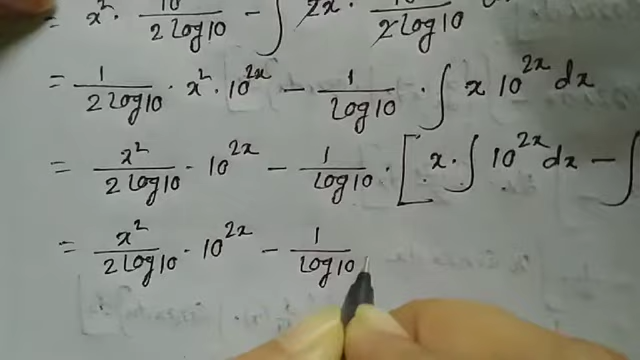 = x² · 10 / 2 log10 − ∫ 2x · / 2 log10
= 1 / 2 log10 · x² · 10^2x − 1 / log10 · ∫ x 10^2x dx
= x² / 2 log10 · 10^2x − 1 / log10 · [ x · ∫ 10^2x dx − ∫
= x² / 2 log10 · 10^2x − 1 / log10